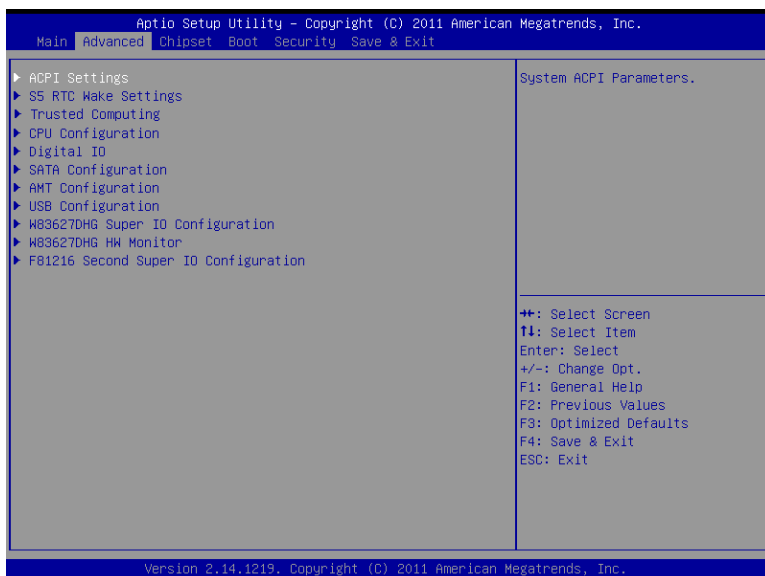 Aptio Setup Utility – Copyright (C) 2011 American Megatrends, Inc.
Main Advanced Chipset Boot Security Save & Exit
ACPI Settings
S5 RTC Wake Settings
Trusted Computing
CPU Configuration
Digital IO
SATA Configuration
AMT Configuration
USB Configuration
W83627DHG Super IO Configuration
W83627DHG HW Monitor
F81216 Second Super IO Configuration
System ACPI Parameters.
→←: Select Screen
↑↓: Select Item
Enter: Select
+/-: Change Opt.
F1: General Help
F2: Previous Values
F3: Optimized Defaults
F4: Save & Exit
ESC: Exit
Version 2.14.1219. Copyright (C) 2011 American Megatrends, Inc.